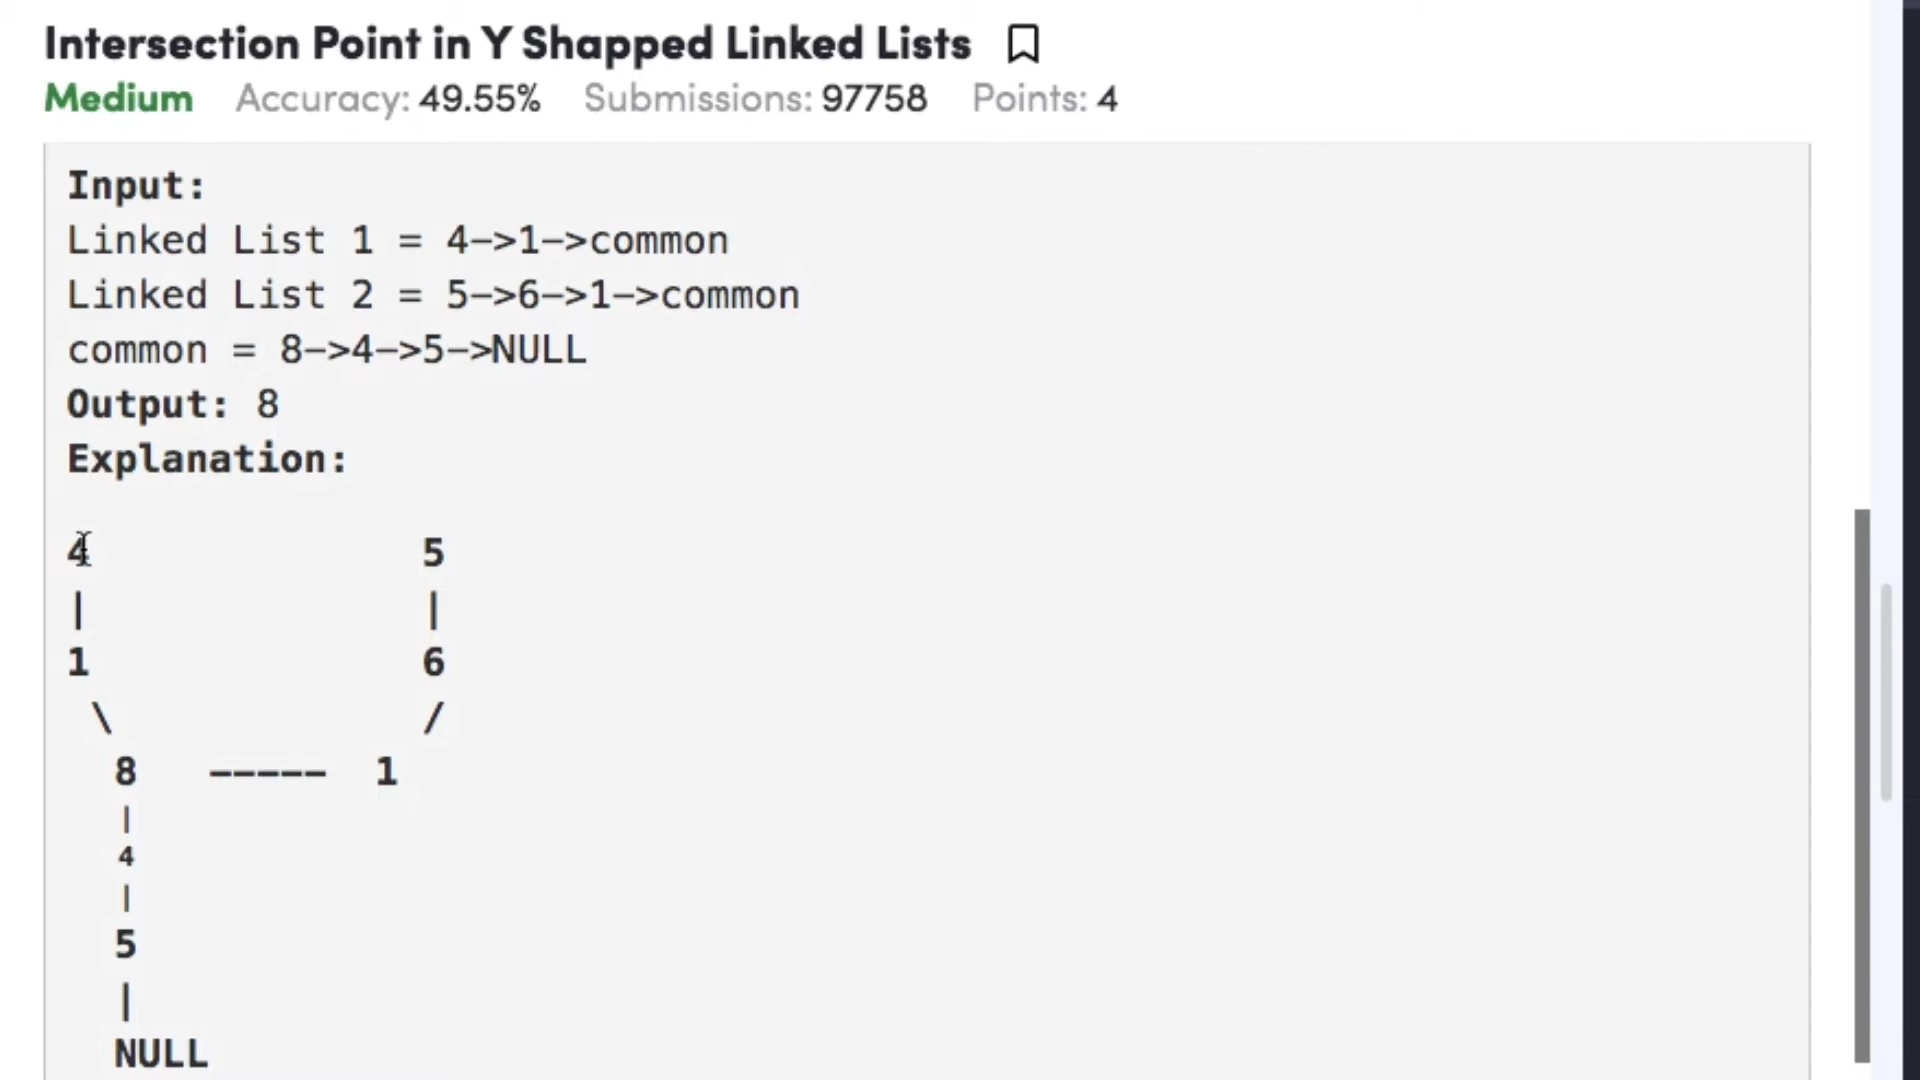 Intersection Point in Y Shapped Linked Lists
Medium Accuracy: 49.55% Submissions: 97758 Points: 4
Input:
Linked List 1 = 4->1->common
Linked List 2 = 5->6->1->common
common = 8->4->5->NULL
Output: 8
Explanation:
4               5
|               |
1               6
 \              /
  8   -----  1
  |
  4
  |
  5
  |
  NULL